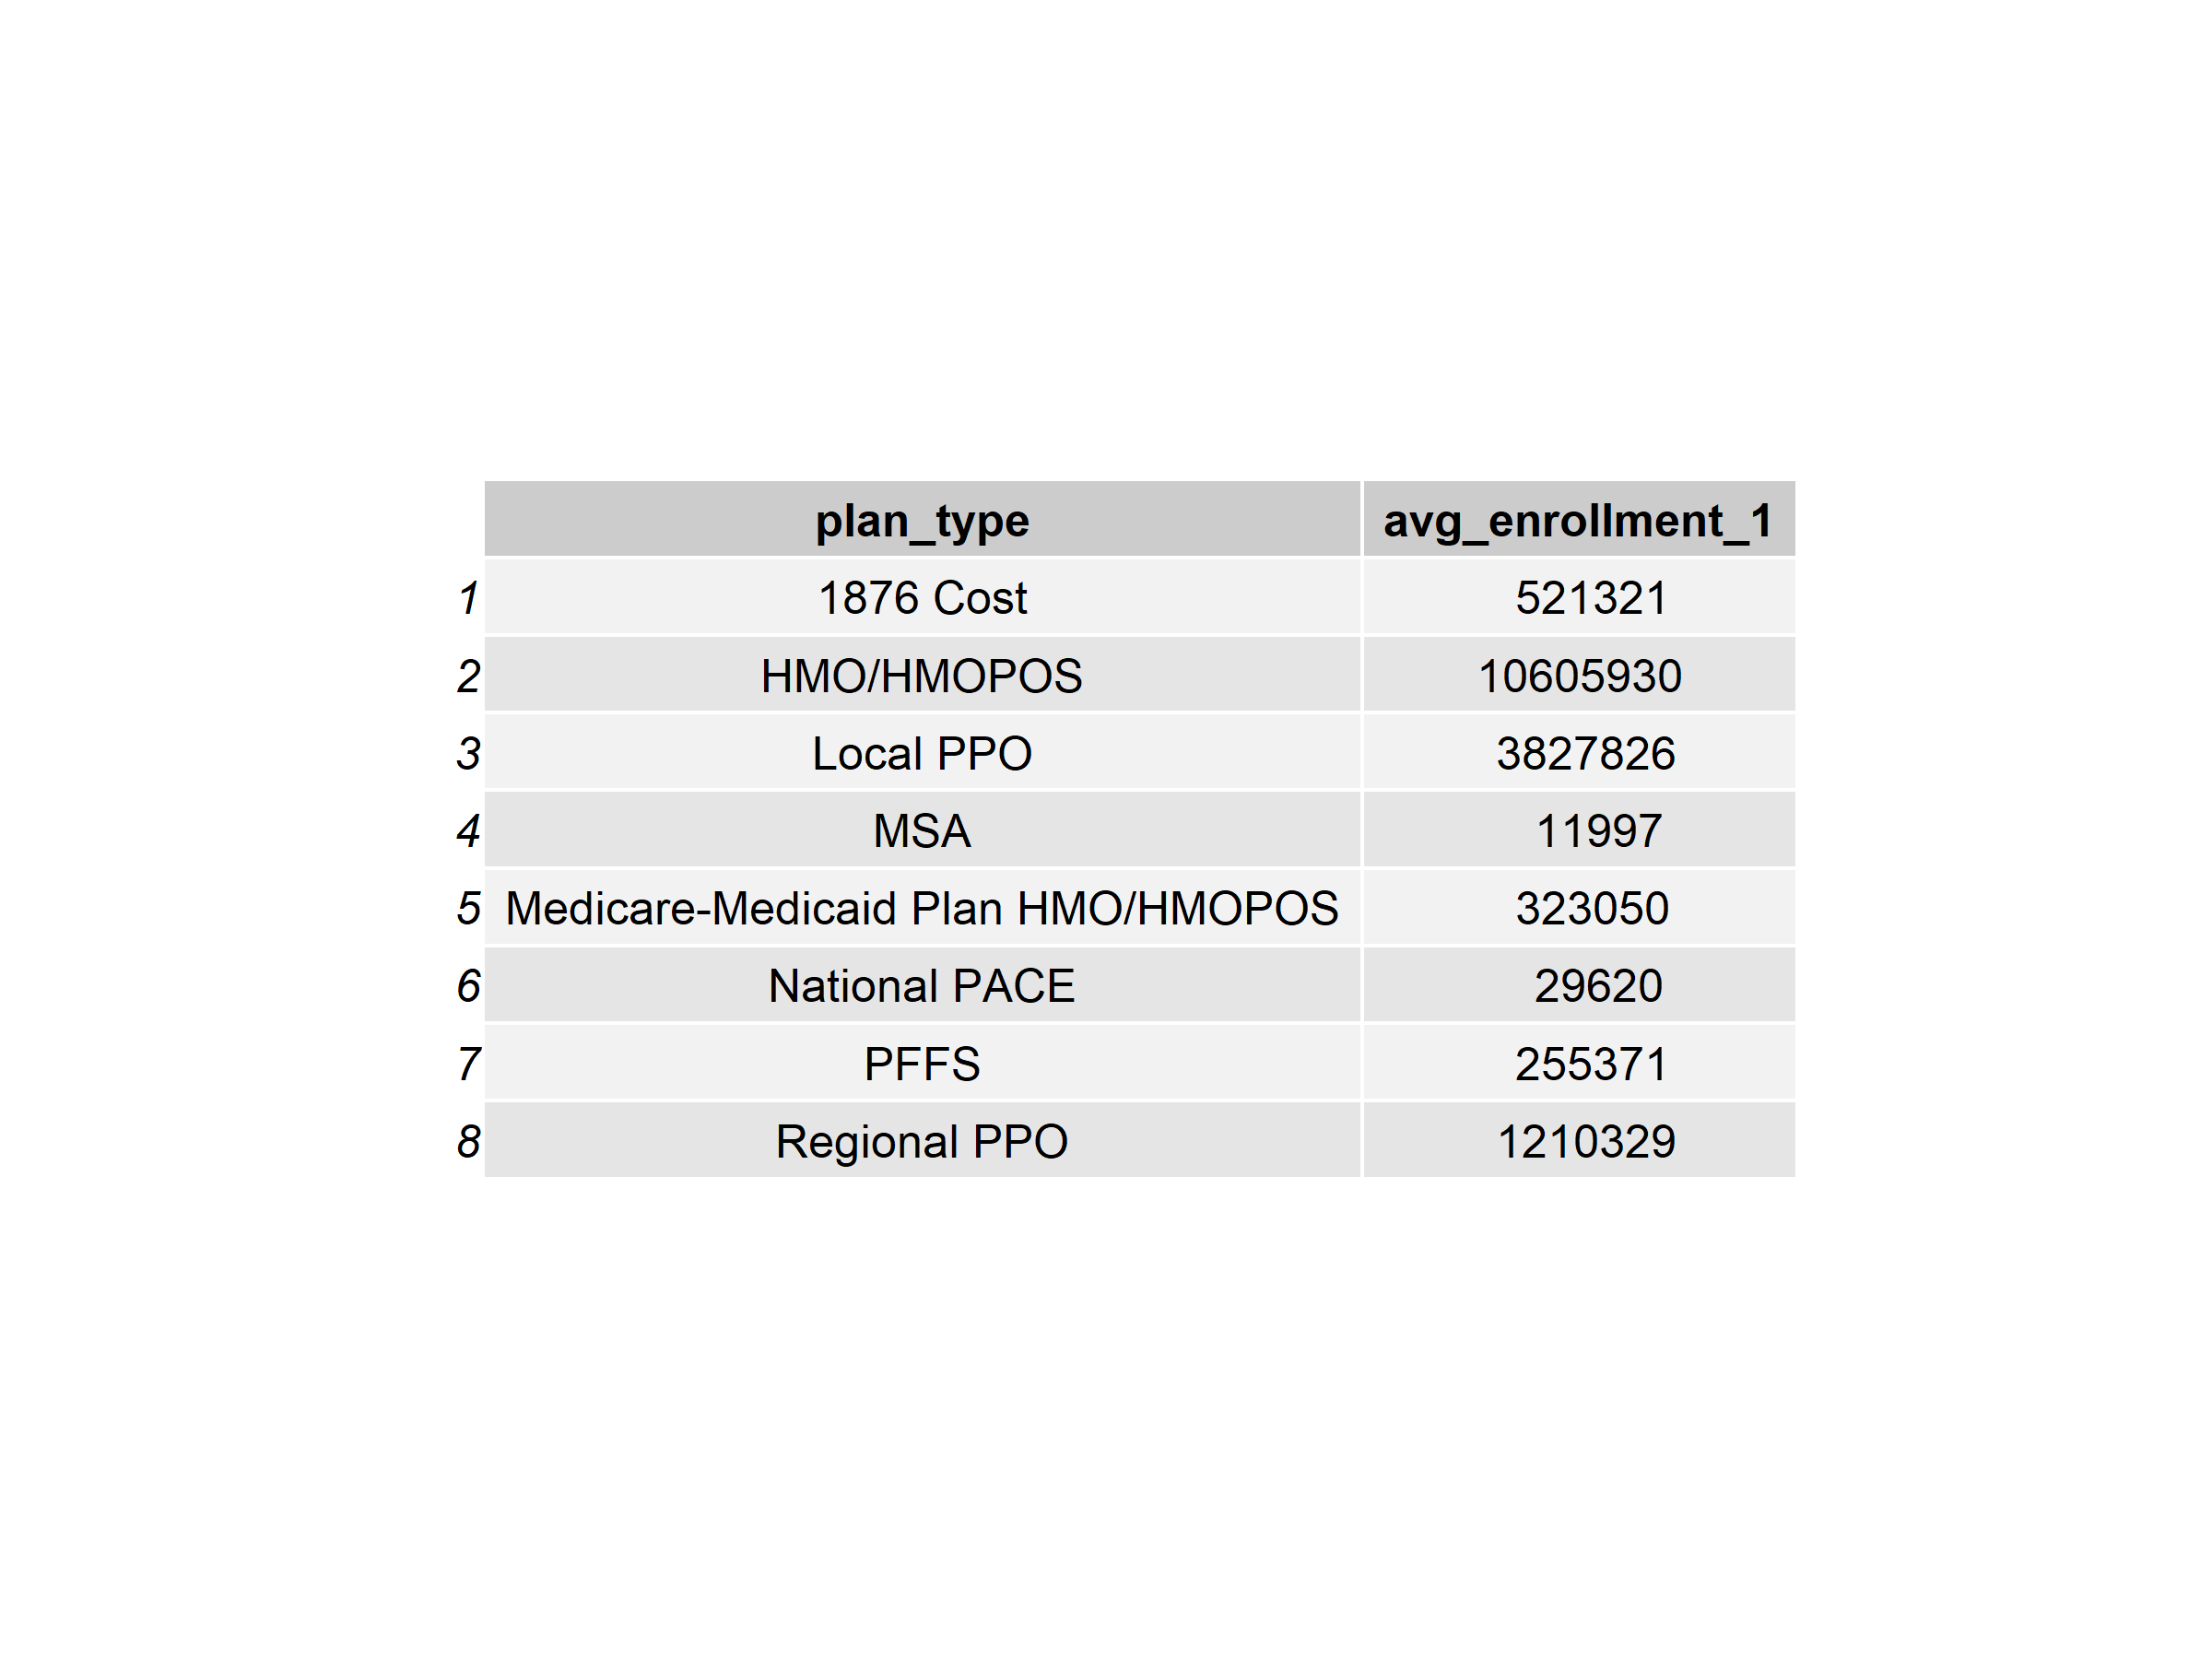 plan_type avg_enrollment_1
1 1876 Cost 521321
2 HMO/HMOPOS 10605930
3 Local PPO 3827826
4 MSA 11997
5 Medicare-Medicaid Plan HMO/HMOPOS 323050
6 National PACE 29620
7 PFFS 255371
8 Regional PPO 1210329